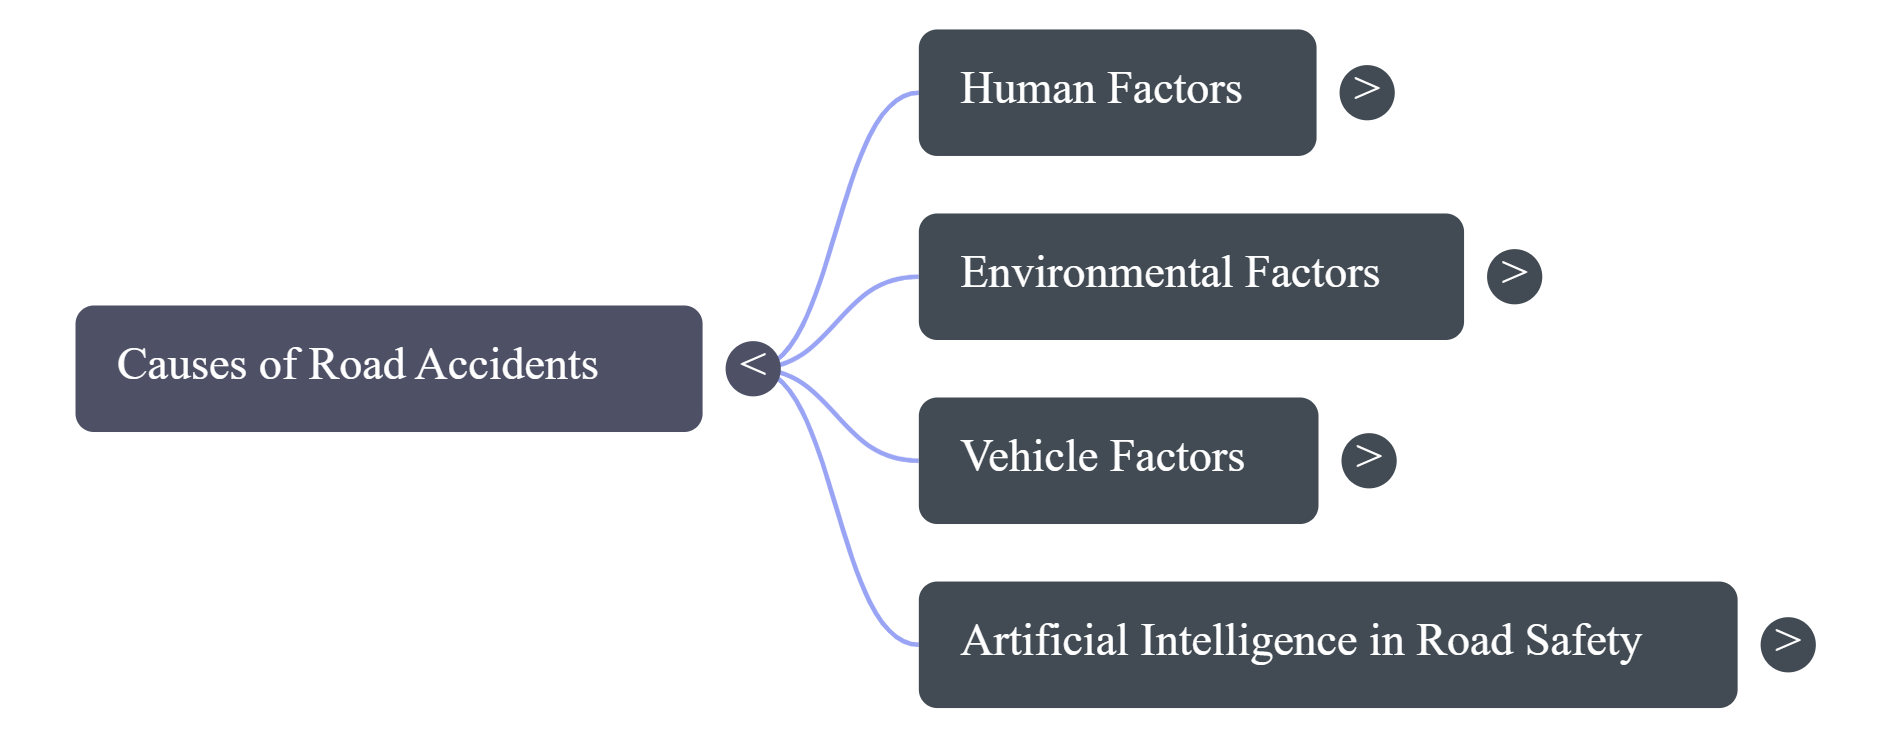 Human Factors
>
Environmental Factors
>
Causes of Road Accidents
<
Vehicle Factors
>
Artificial Intelligence in Road Safety
>